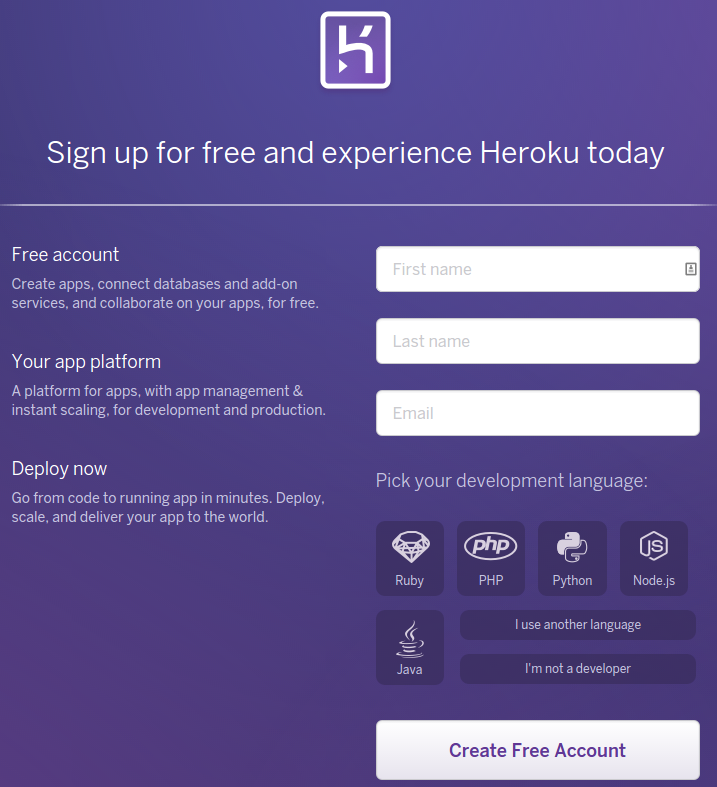 Sign up for free and experience Heroku today
Free account
Create apps, connect databases and add-on
services, and collaborate on your apps, for free.
Your app platform
A platform for apps, with app management &
instant scaling, for development and production.
Deploy now
Go from code to running app in minutes. Deploy,
scale, and deliver your app to the world.
First name
Last name
Email
Pick your development language:
php
JS
Ruby
PHP
Python
Node.js
Java
I use another language
I'm not a developer
Create Free Account